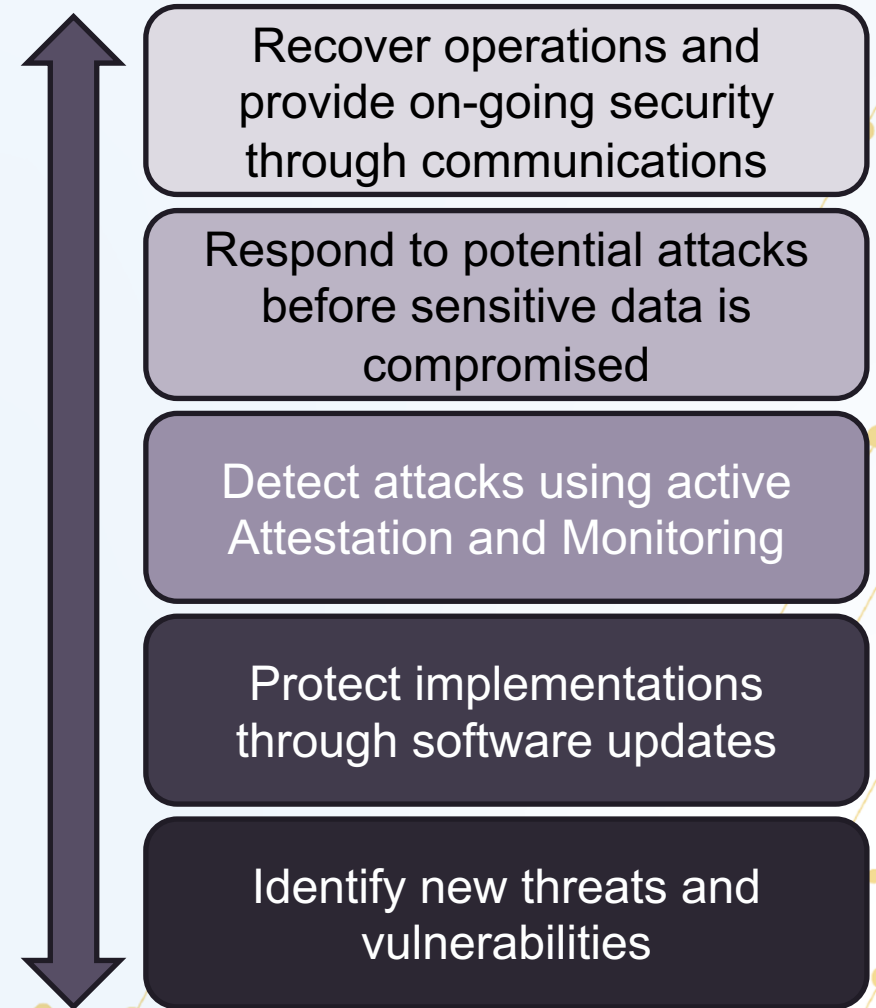 Recover operations and
provide on-going security
through communications
Respond to potential attacks
before sensitive data is
compromised
Detect attacks using active
Attestation and Monitoring
Protect implementations
through software updates
Identify new threats and
vulnerabilities